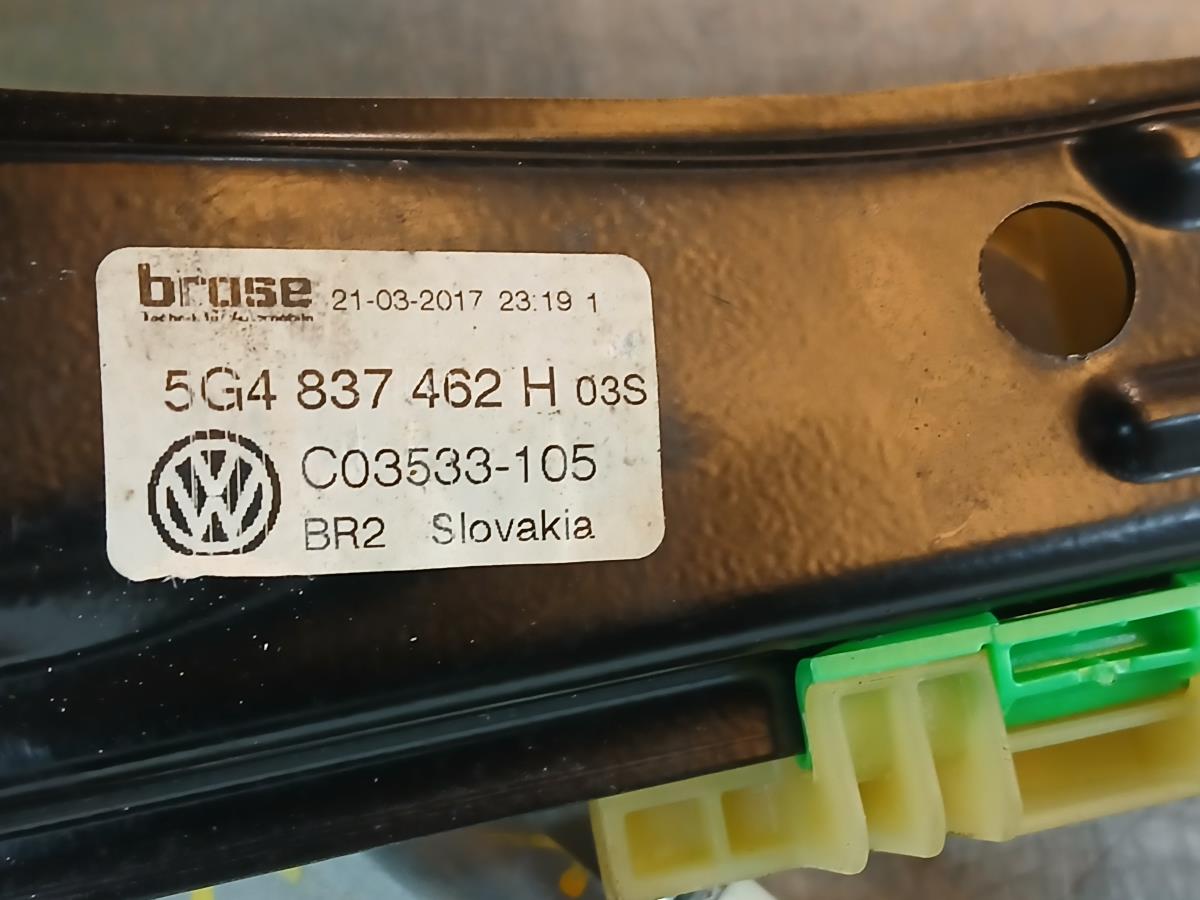 brose 21-03-2017 23:19 1
5G4 837 462 H 03S
C03533-105
BR2 Slovakia